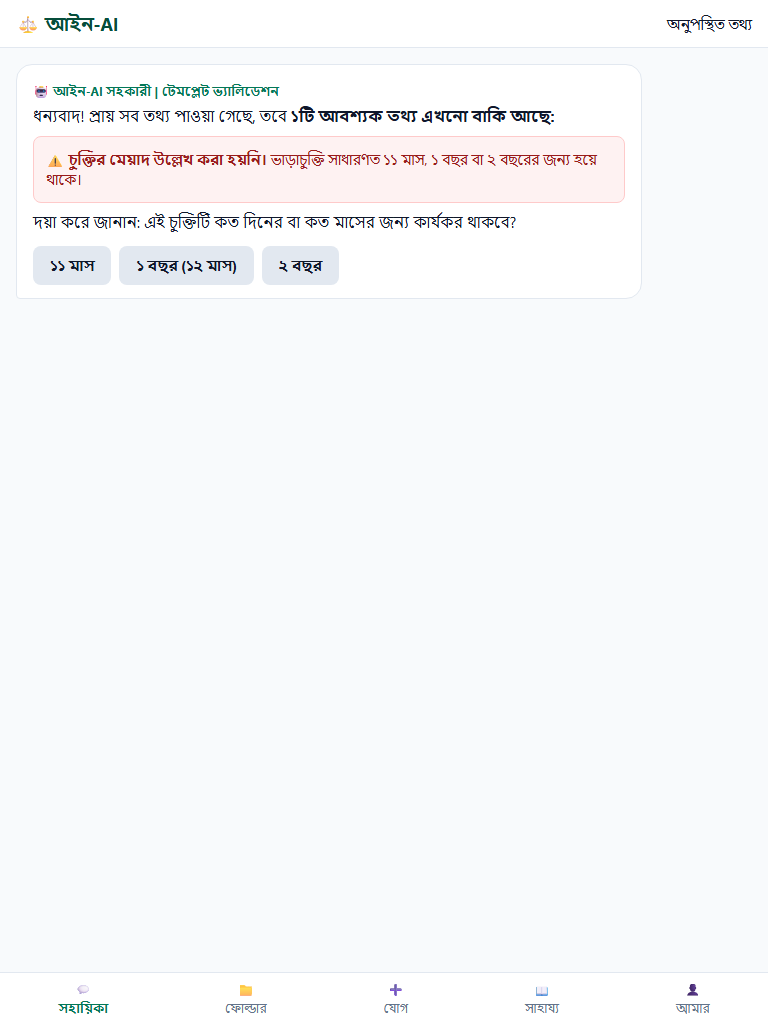 ⚖️ আইন-AI
অনুপস্থিত তথ্য
🤖 আইন-AI সহকারী | টেমপ্লেট ভ্যালিডেশন
ধন্যবাদ! প্রায় সব তথ্য পাওয়া গেছে, তবে ১টি আবশ্যক তথ্য এখনো বাকি আছে:
⚠️ চুক্তির মেয়াদ উল্লেখ করা হয়নি। ভাড়াচুক্তি সাধারণত ১১ মাস, ১ বছর বা ২ বছরের জন্য হয়ে
থাকে।
দয়া করে জানান: এই চুক্তিটি কত দিনের বা কত মাসের জন্য কার্যকর থাকবে?
১১ মাস
১ বছর (১২ মাস)
২ বছর
সহায়িকা
ফোল্ডার
যোগ
সাহায্য
আমার